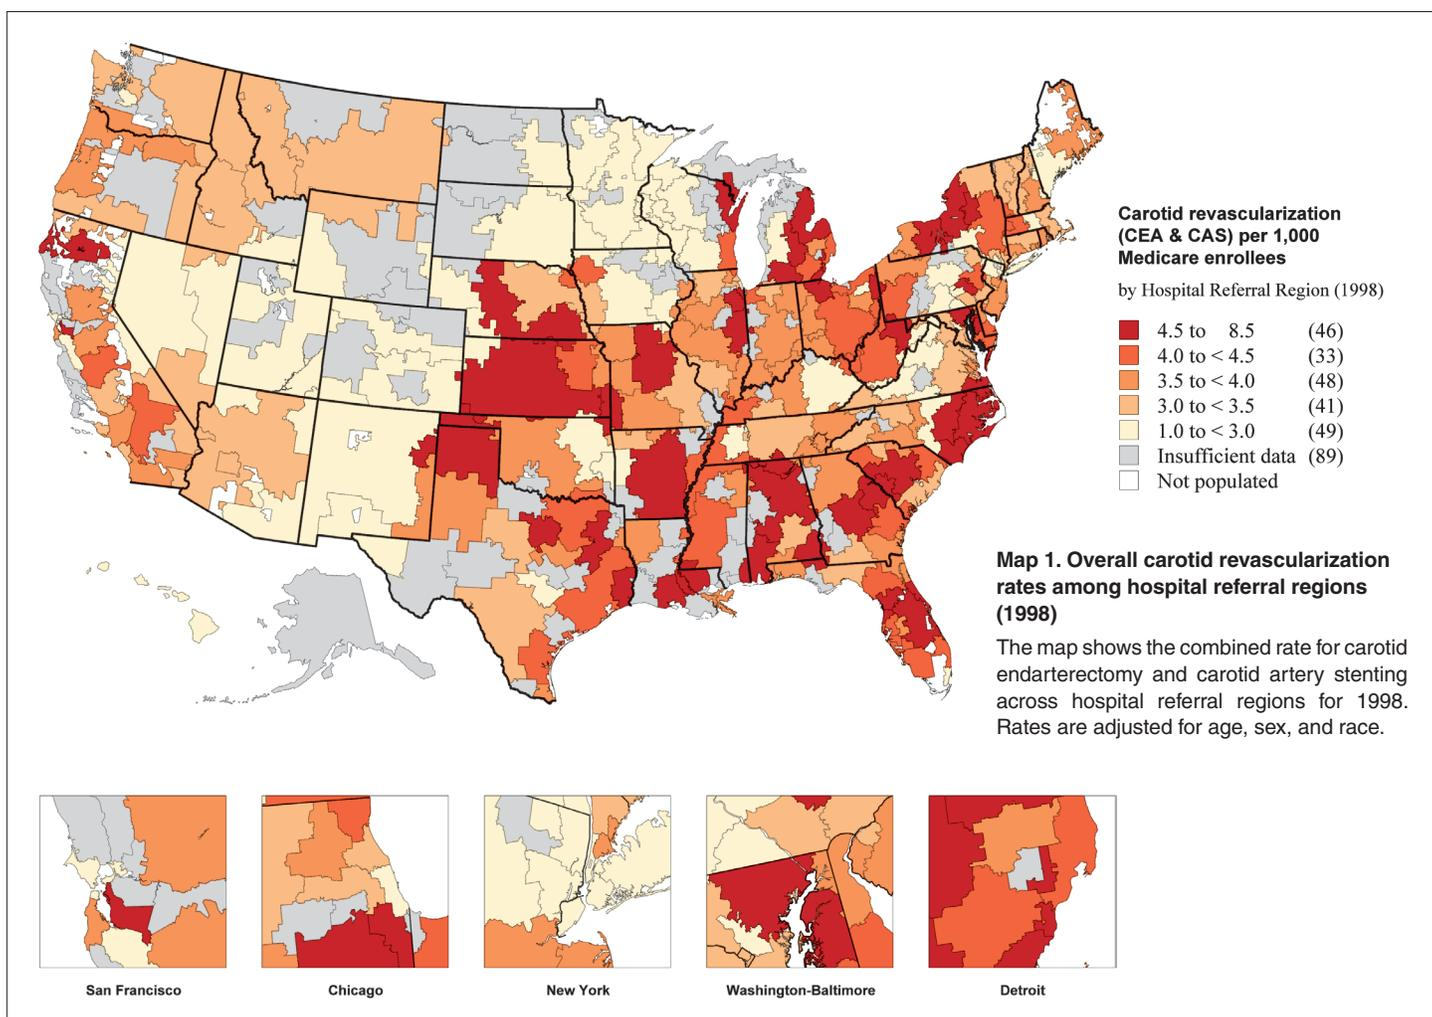 Carotid revascularization
(CEA & CAS) per 1,000
Medicare enrollees
by Hospital Referral Region (1998)
4.5 to 8.5 (46)
4.0 to < 4.5 (33)
3.5 to < 4.0 (48)
3.0 to < 3.5 (41)
1.0 to < 3.0 (49)
Insufficient data (89)
Not populated
Map 1. Overall carotid revascularization
rates among hospital referral regions
(1998)
The map shows the combined rate for carotid
endarterectomy and carotid artery stenting
across hospital referral regions for 1998.
Rates are adjusted for age, sex, and race.
San Francisco
Chicago
New York
Washington-Baltimore
Detroit